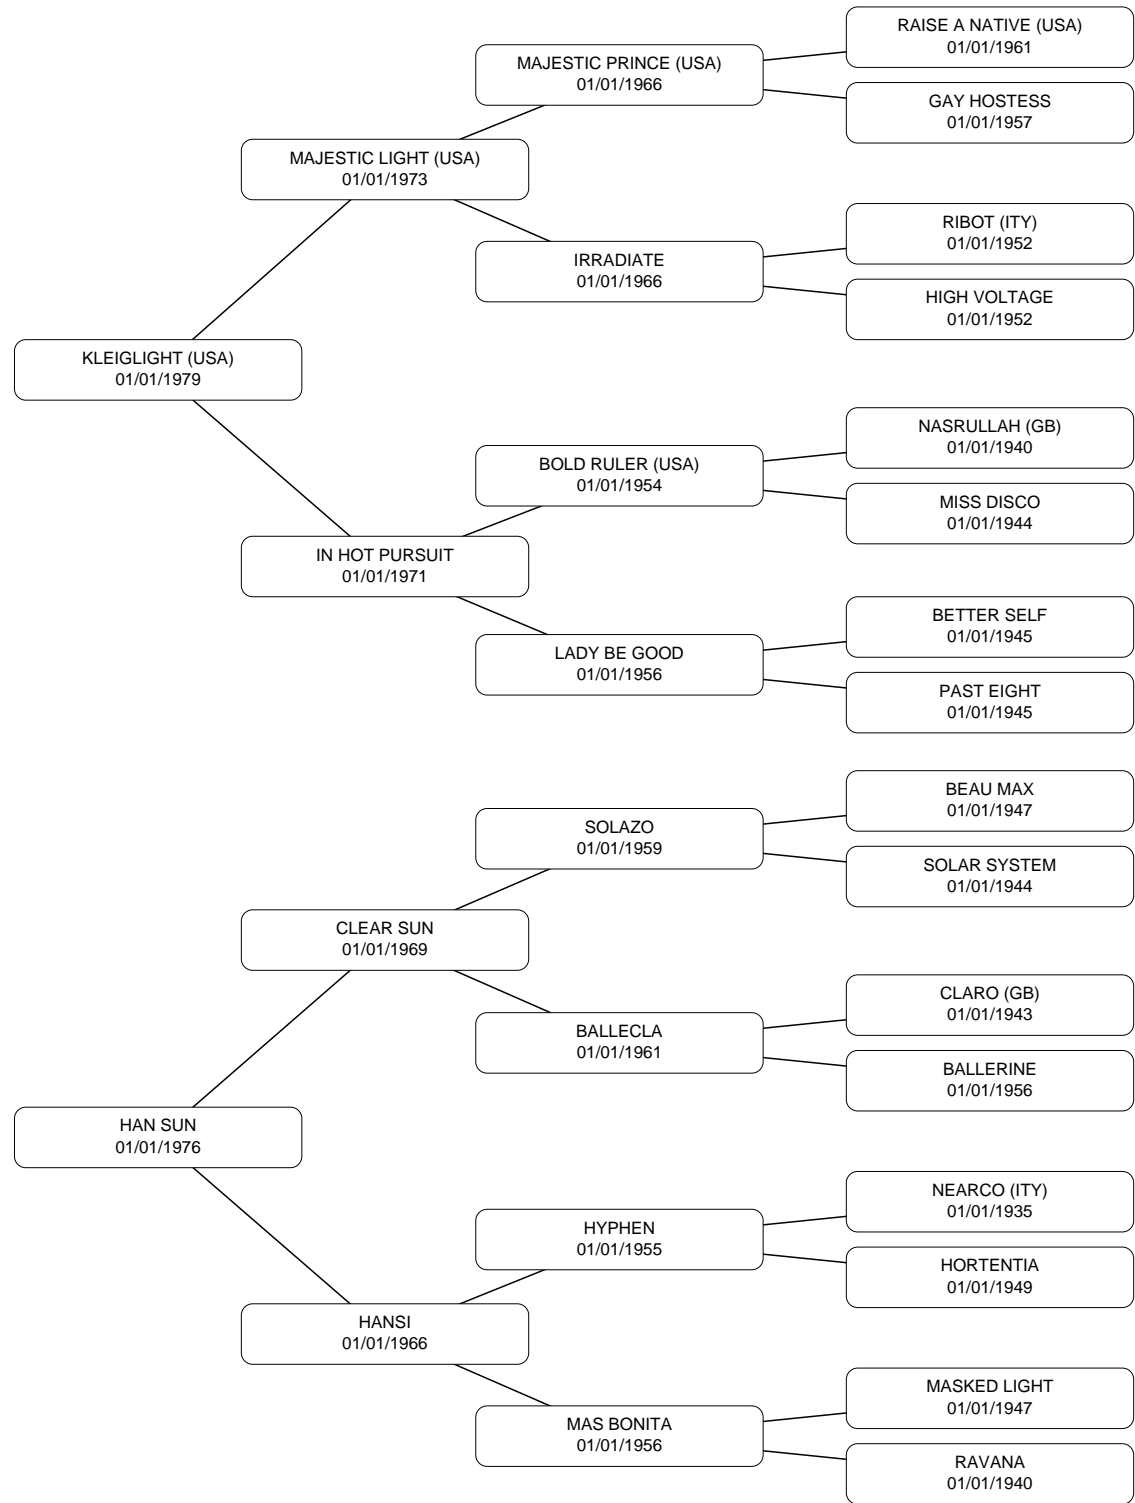 RAISE A NATIVE (USA)
01/01/1961
MAJESTIC PRINCE (USA)
01/01/1966
GAY HOSTESS
01/01/1957
MAJESTIC LIGHT (USA)
01/01/1973
RIBOT (ITY)
01/01/1952
IRRADIATE
01/01/1966
HIGH VOLTAGE
01/01/1952
KLEIGLIGHT (USA)
01/01/1979
NASRULLAH (GB)
01/01/1940
BOLD RULER (USA)
01/01/1954
MISS DISCO
01/01/1944
IN HOT PURSUIT
01/01/1971
BETTER SELF
01/01/1945
LADY BE GOOD
01/01/1956
PAST EIGHT
01/01/1945
BEAU MAX
01/01/1947
SOLAZO
01/01/1959
SOLAR SYSTEM
01/01/1944
CLEAR SUN
01/01/1969
CLARO (GB)
01/01/1943
BALLECLA
01/01/1961
BALLERINE
01/01/1956
HAN SUN
01/01/1976
NEARCO (ITY)
01/01/1935
HYPHEN
01/01/1955
HORTENTIA
01/01/1949
HANSI
01/01/1966
MASKED LIGHT
01/01/1947
MAS BONITA
01/01/1956
RAVANA
01/01/1940